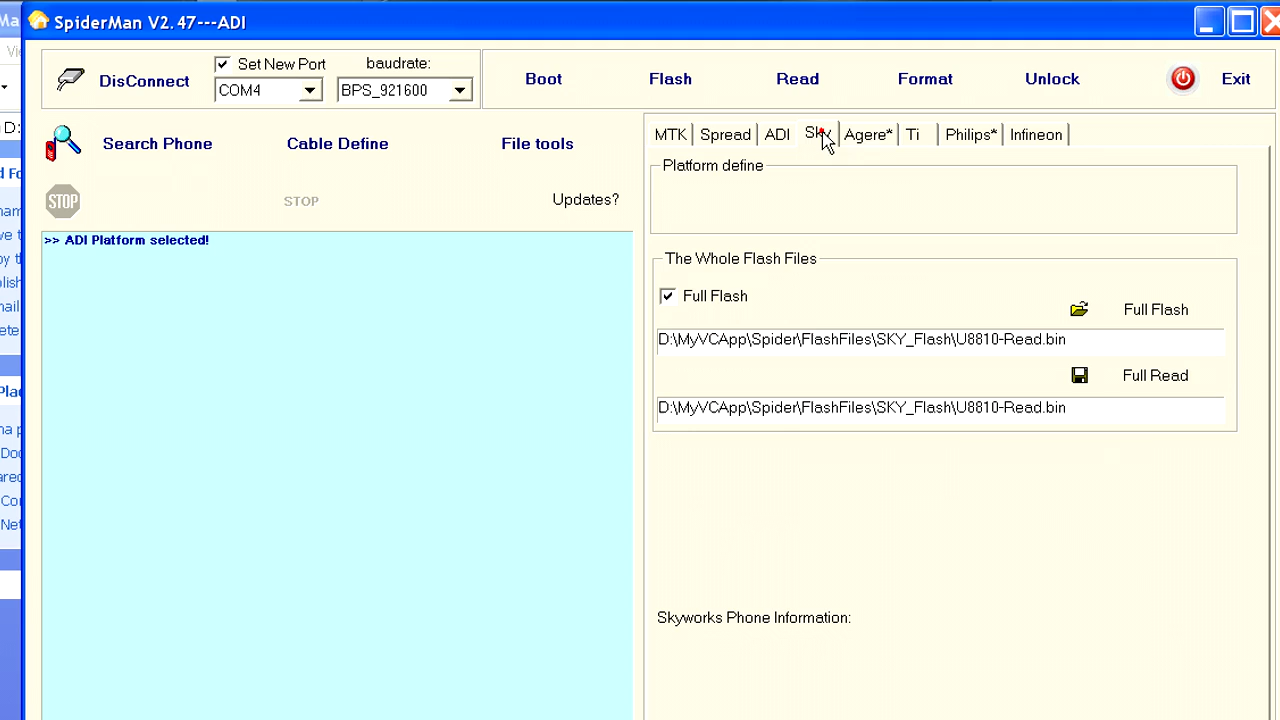 SpiderMan V2.47---ADI
DisConnect
Set New Port
baudrate:
COM4
BPS_921600
Boot
Flash
Read
Format
Unlock
Exit
Search Phone
Cable Define
File tools
STOP
STOP
Updates?
>> ADI Platform selected!
MTK
Spread
ADI
Sky
Agere*
Ti
Philips*
Infineon
Platform define
The Whole Flash Files
Full Flash
Full Flash
D:\MyVCApp\Spider\FlashFiles\SKY_Flash\U8810-Read.bin
Full Read
D:\MyVCApp\Spider\FlashFiles\SKY_Flash\U8810-Read.bin
Skyworks Phone Information: